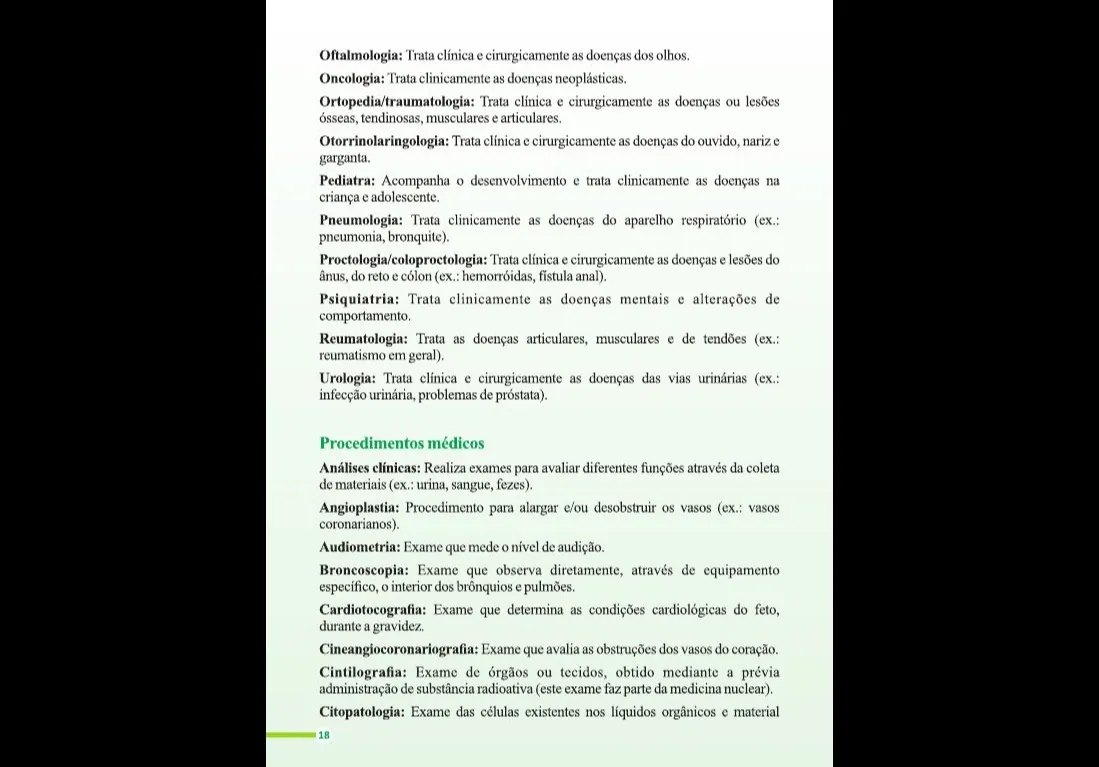 Oftalmologia: Trata clínica e cirurgicamente as doenças dos olhos.
Oncologia: Trata clinicamente as doenças neoplásticas.
Ortopedia/traumatologia: Trata clínica e cirurgicamente as doenças ou lesões
ósseas, tendinosas, musculares e articulares.
Otorrinolaringologia: Trata clínica e cirurgicamente as doenças do ouvido, nariz e
garganta.
Pediatra: Acompanha o desenvolvimento e trata clinicamente as doenças na
criança e adolescente.
Pneumologia: Trata clinicamente as doenças do aparelho respiratório (ex.:
pneumonia, bronquite).
Proctologia/coloproctologia: Trata clínica e cirurgicamente as doenças e lesões do
ânus, do reto e cólon (ex.: hemorróidas, fístula anal).
Psiquiatria: Trata clinicamente as doenças mentais e alterações de
comportamento.
Reumatologia: Trata as doenças articulares, musculares e de tendões (ex.:
reumatismo em geral).
Urologia: Trata clínica e cirurgicamente as doenças das vias urinárias (ex.:
infecção urinária, problemas de próstata).
Procedimentos médicos
Análises clínicas: Realiza exames para avaliar diferentes funções através da coleta
de materiais (ex.: urina, sangue, fezes).
Angioplastia: Procedimento para alargar e/ou desobstruir os vasos (ex.: vasos
coronarianos).
Audiometria: Exame que mede o nível de audição.
Broncoscopia: Exame que observa diretamente, através de equipamento
específico, o interior dos brônquios e pulmões.
Cardiotocografia: Exame que determina as condições cardiológicas do feto,
durante a gravidez.
Cineangiocoronariografia: Exame que avalia as obstruções dos vasos do coração.
Cintilografia: Exame de órgãos ou tecidos, obtido mediante a prévia
administração de substância radioativa (este exame faz parte da medicina nuclear).
Citopatologia: Exame das células existentes nos líquidos orgânicos e material
18